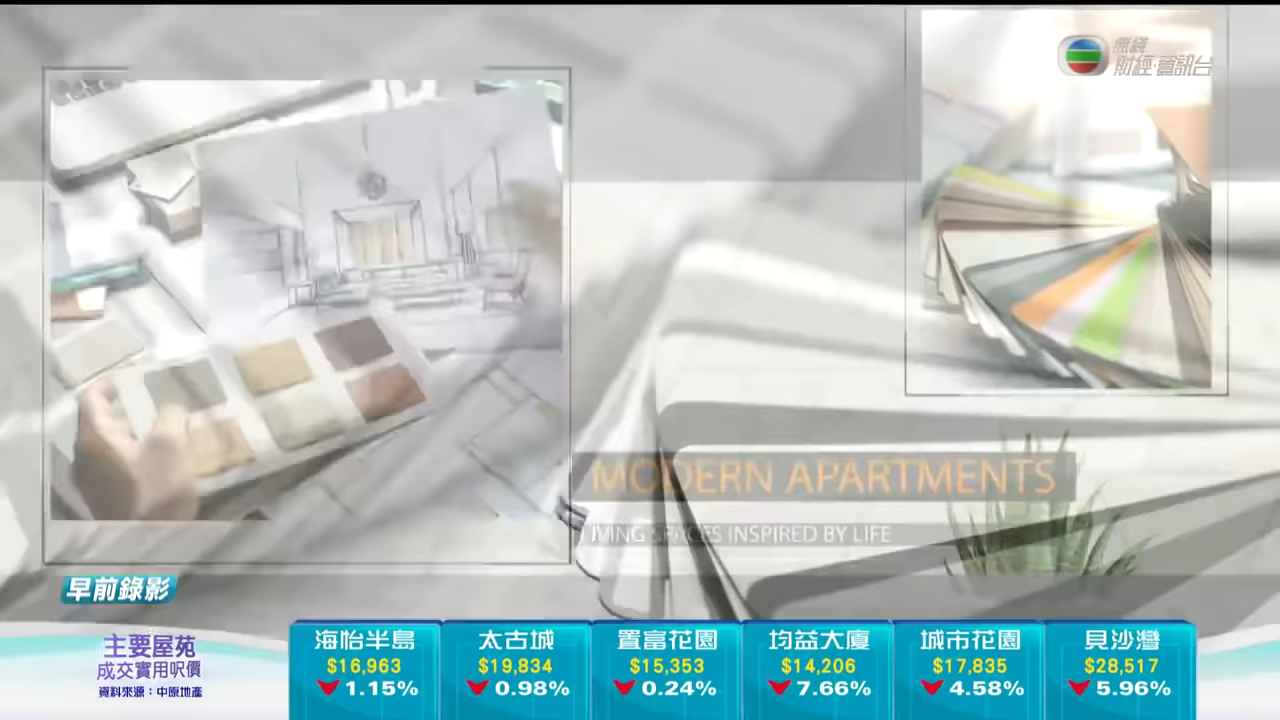 無綫
財經·資訊台
MODERN APARTMENTS
LIVING SPACES INSPIRED BY LIFE
早前錄影
主要屋苑
成交實用呎價
資料來源：中原地產
海怡半島
$16,963
1.15%
太古城
$19,834
0.98%
置富花園
$15,353
0.24%
均益大廈
$14,206
7.66%
城市花園
$17,835
4.58%
貝沙灣
$28,517
5.96%